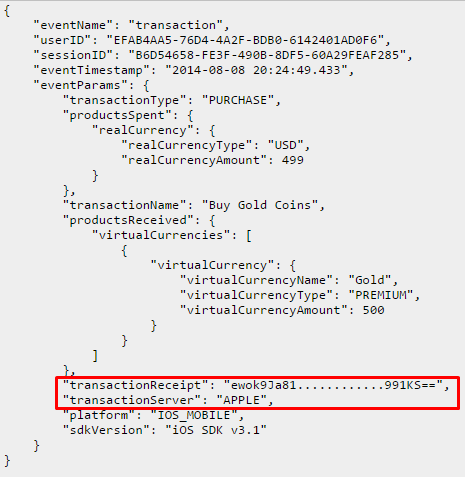 {
    "eventName": "transaction",
    "userID": "EFAB4AA5-76D4-4A2F-BDB0-6142401AD0F6",
    "sessionID": "B6D54658-FE3F-490B-8DF5-60A29FEAF285",
    "eventTimestamp": "2014-08-08 20:24:49.433",
    "eventParams": {
        "transactionType": "PURCHASE",
        "productsSpent": {
            "realCurrency": {
                "realCurrencyType": "USD",
                "realCurrencyAmount": 499
            }
        },
        "transactionName": "Buy Gold Coins",
        "productsReceived": {
            "virtualCurrencies": [
                {
                    "virtualCurrency": {
                        "virtualCurrencyName": "Gold",
                        "virtualCurrencyType": "PREMIUM",
                        "virtualCurrencyAmount": 500
                    }
                }
            ]
        },
        "transactionReceipt": "ewok9Ja81............991KS==",
        "transactionServer": "APPLE",
        "platform": "IOS_MOBILE",
        "sdkVersion": "iOS SDK v3.1"
    }
}